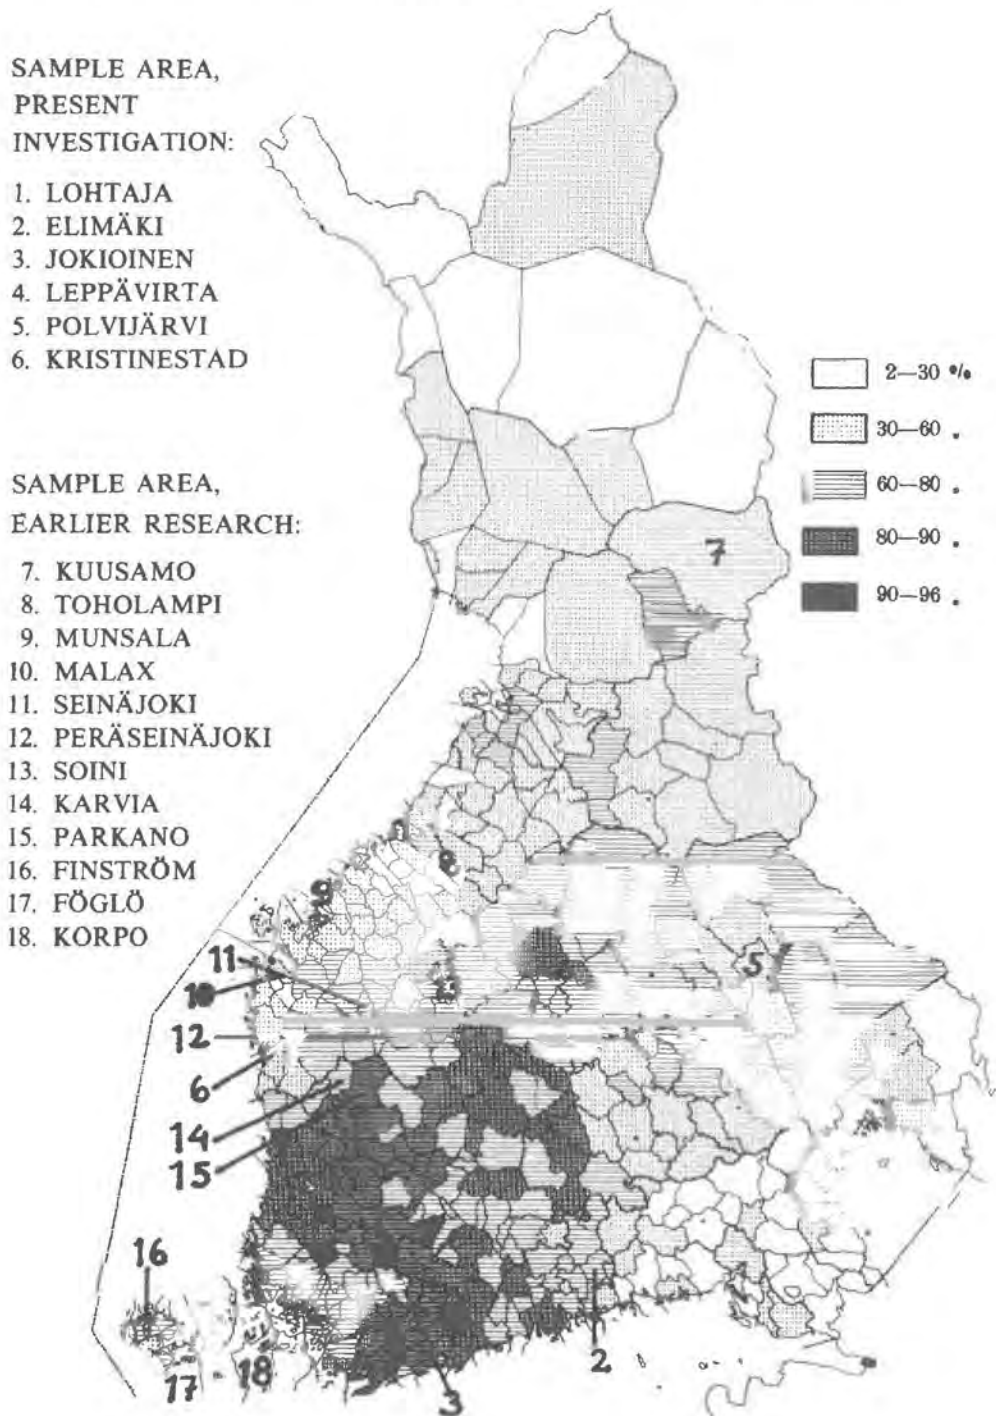 SAMPLE AREA,
PRESENT
INVESTIGATION:
1. LOHTAJA
2. ELIMÄKI
3. JOKIOINEN
4. LEPPÄVIRTA
5. POLVIJÄRVI
6. KRISTINESTAD
SAMPLE AREA,
EARLIER RESEARCH:
7. KUUSAMO
8. TOHOLAMPI
9. MUNSALA
10. MALAX
11. SEINÄJOKI
12. PERÄSEINÄJOKI
13. SOINI
14. KARVIA
15. PARKANO
16. FINSTRÖM
17. FÖGLÖ
18. KORPO
2—30 %
30—60 „
60—80 „
80—90 „
90—96 „
7
1
8
9
11
10
5
12
6
14
15
16
17
18
3
2